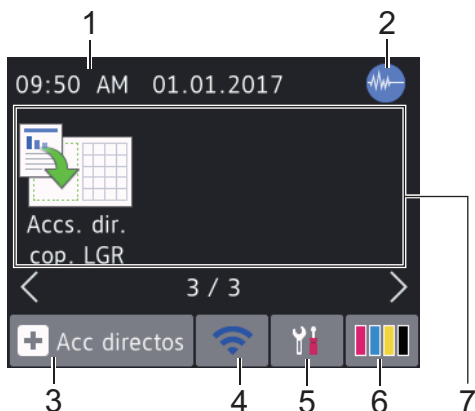 1 2
09:50 AM 01.01.2017
Accs. dir.
cop. LGR
3 / 3
Acc directos
3 4 5 6 7